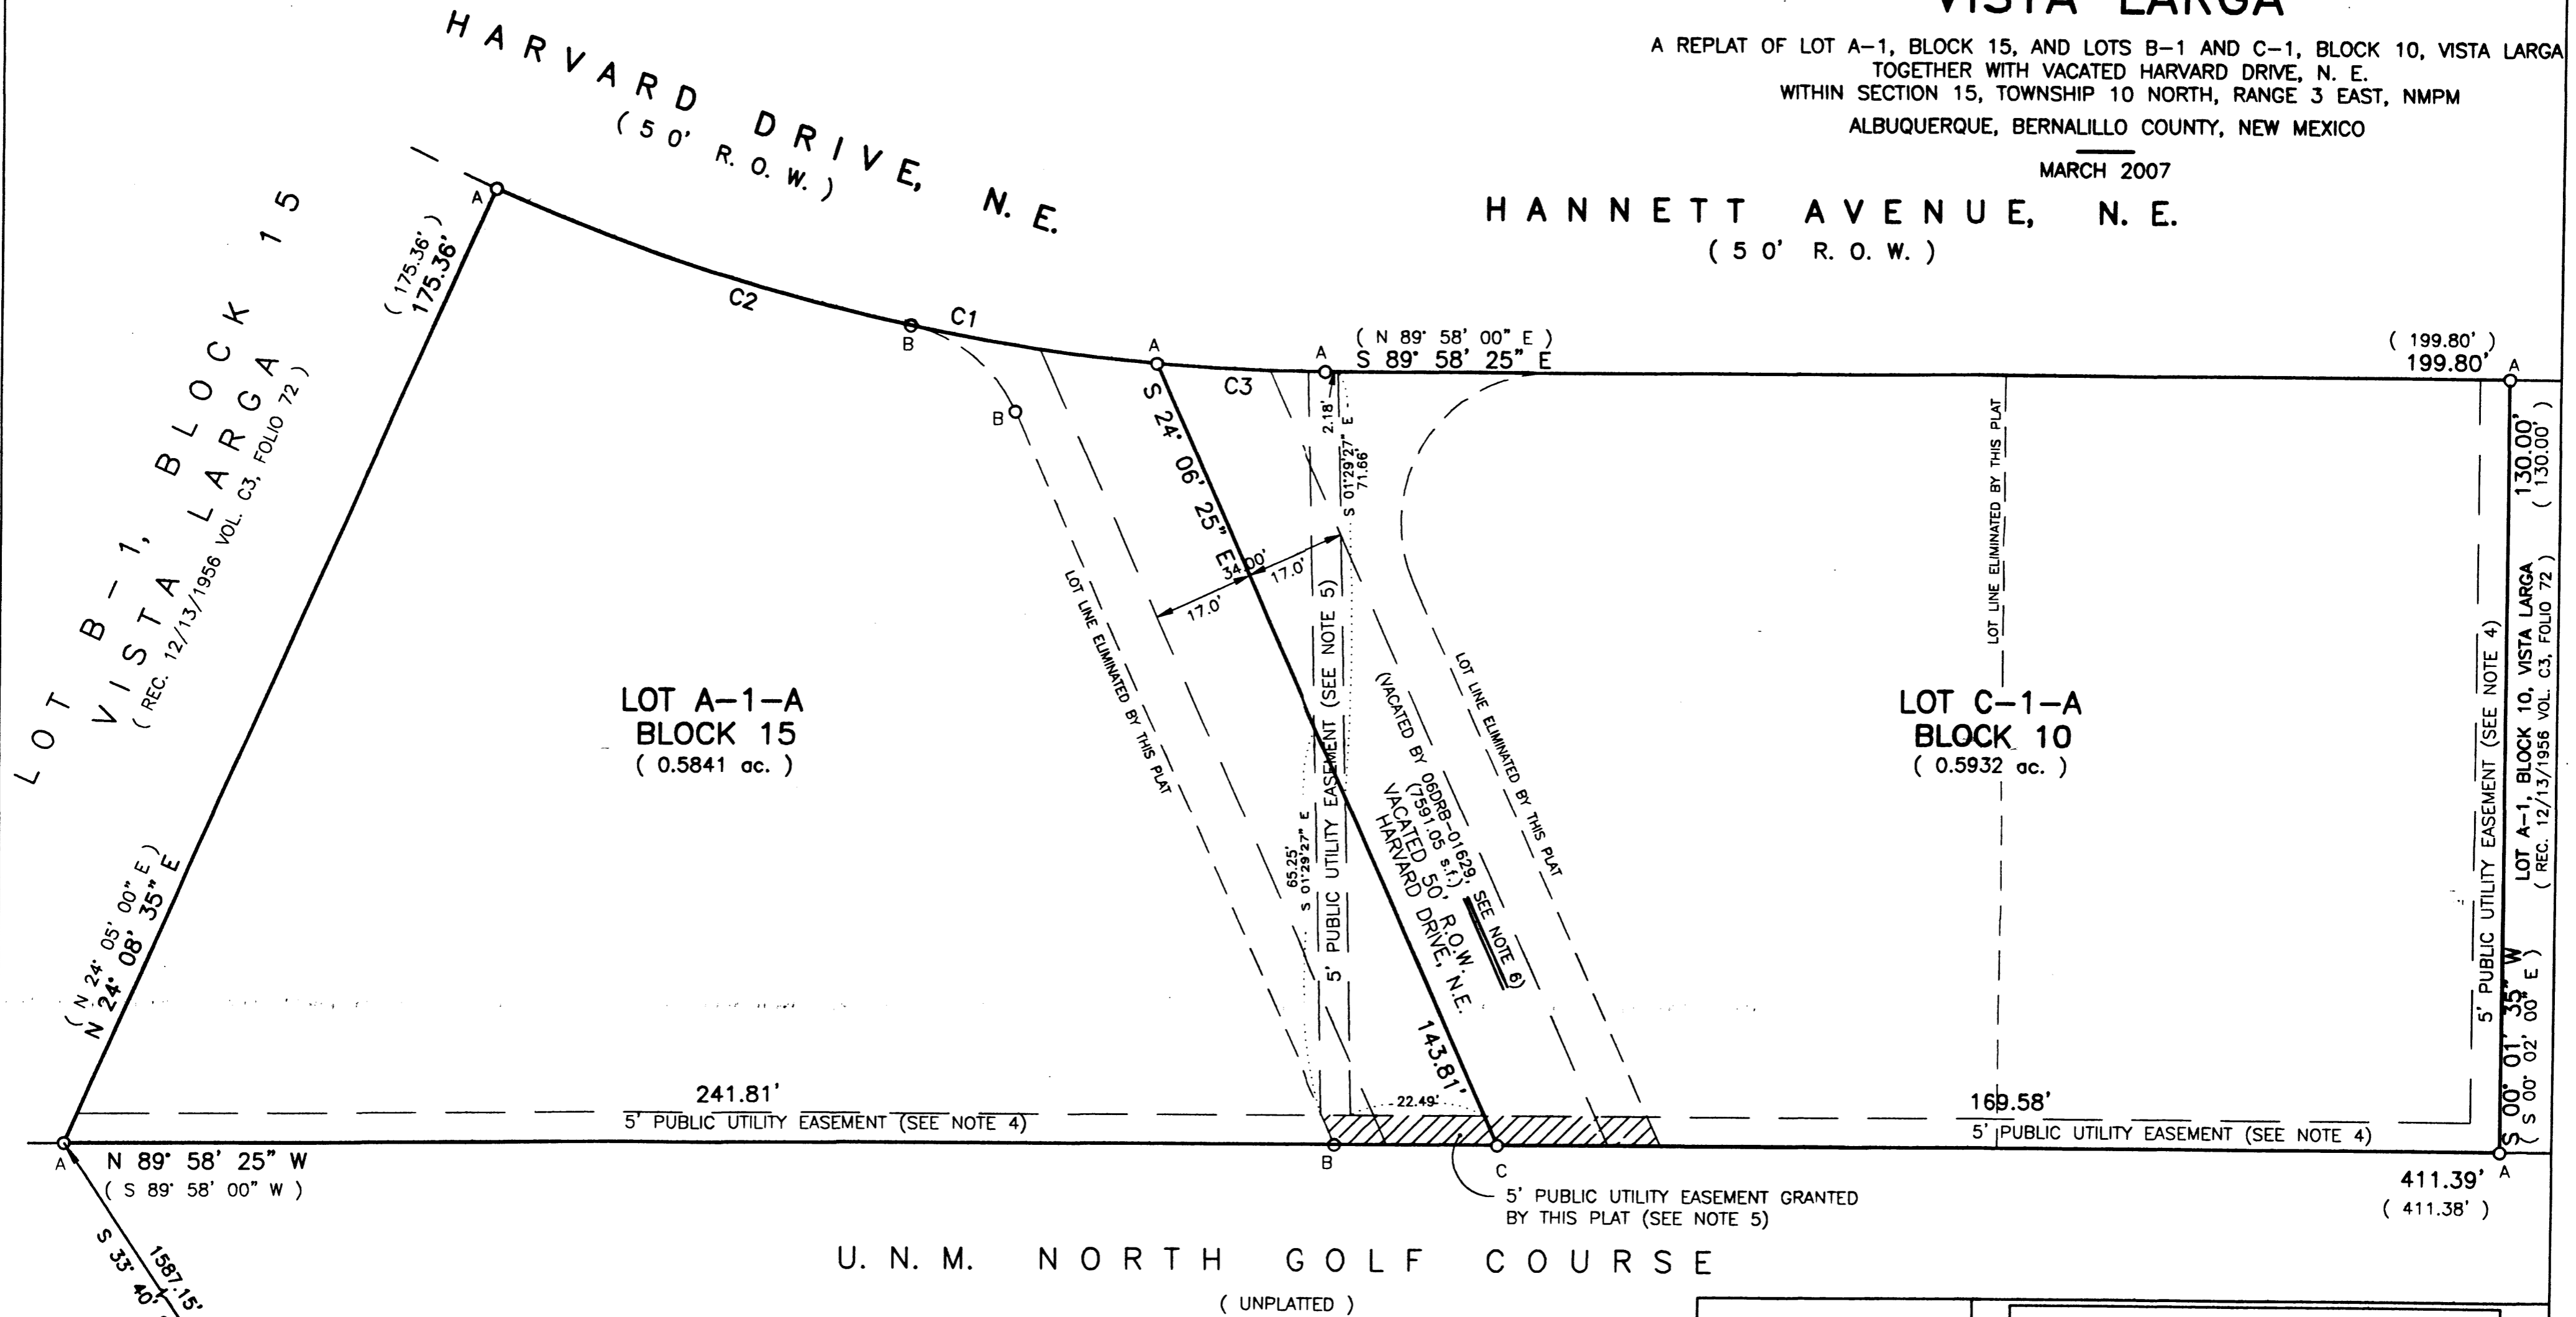 VISTA LARGA
A REPLAT OF LOT A-1, BLOCK 15, AND LOTS B-1 AND C-1, BLOCK 10, VISTA LARGA
TOGETHER WITH VACATED HARVARD DRIVE, N. E.
WITHIN SECTION 15, TOWNSHIP 10 NORTH, RANGE 3 EAST, NMPM
ALBUQUERQUE, BERNALILLO COUNTY, NEW MEXICO
MARCH 2007
HARVARD DRIVE, N.E.
( 50' R.O.W. )
HANNETT AVENUE, N.E.
( 50' R.O.W. )
LOT B-1, BLOCK 15
VISTA LARGA
( REC. 12/13/1956 VOL. C3, FOLIO 72 )
A
( 175.36' )
175.36'
C2
C1
B
B
A
C3
A
( N 89° 58' 00" E )
S 89° 58' 25" E
( 199.80' )
199.80'
A
S 24° 06' 25" E
2.18'
S 01°29'27" E
71.66'
34.00'
17.0'
17.0'
LOT LINE ELIMINATED BY THIS PLAT
5' PUBLIC UTILITY EASEMENT (SEE NOTE 5)
65.25'
S 01°29'27" E
(VACATED BY 06DRB-01629, SEE NOTE 6)
(7591.05 s.f.)
VACATED 50' R.O.W.
HARVARD DRIVE, N.E.
LOT LINE ELIMINATED BY THIS PLAT
LOT LINE ELIMINATED BY THIS PLAT
143.81'
LOT A-1-A
BLOCK 15
( 0.5841 ac. )
LOT C-1-A
BLOCK 10
( 0.5932 ac. )
130.00'
( 130.00' )
5' PUBLIC UTILITY EASEMENT (SEE NOTE 4)
LOT A-1, BLOCK 10, VISTA LARGA
( REC. 12/13/1956 VOL. C3, FOLIO 72 )
S 00° 01' 35" W
( S 00° 02' 00" E )
( N 24° 05' 00" E )
N 24° 08' 35" E
241.81'
5' PUBLIC UTILITY EASEMENT (SEE NOTE 4)
22.49'
169.58'
5' PUBLIC UTILITY EASEMENT (SEE NOTE 4)
A
N 89° 58' 25" W
( S 89° 58' 00" W )
B
C
A
411.39'
( 411.38' )
5' PUBLIC UTILITY EASEMENT GRANTED
BY THIS PLAT (SEE NOTE 5)
1587.15'
S 33° 40'
U.N.M. NORTH GOLF COURSE
( UNPLATTED )